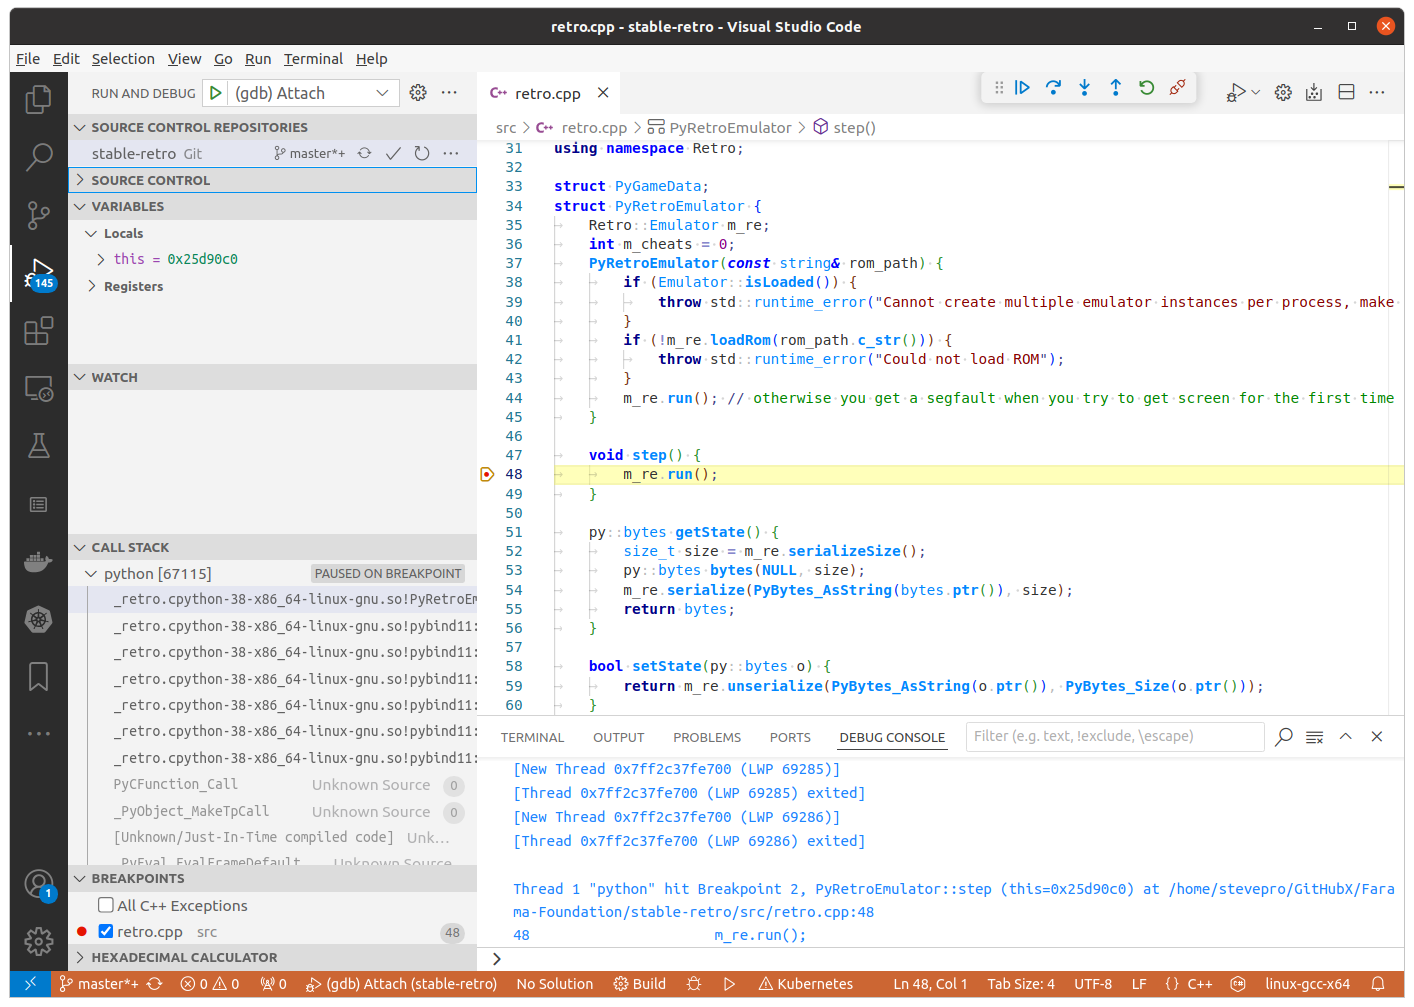 retro.cpp - stable-retro - Visual Studio Code
File Edit Selection View Go Run Terminal Help
RUN AND DEBUG (gdb) Attach
SOURCE CONTROL REPOSITORIES
stable-retro Git master*+
SOURCE CONTROL
VARIABLES
Locals
this = 0x25d90c0
Registers
145
WATCH
CALL STACK
python [67115] PAUSED ON BREAKPOINT
_retro.cpython-38-x86_64-linux-gnu.so!PyRetroEm
_retro.cpython-38-x86_64-linux-gnu.so!pybind11:
_retro.cpython-38-x86_64-linux-gnu.so!pybind11:
_retro.cpython-38-x86_64-linux-gnu.so!pybind11:
_retro.cpython-38-x86_64-linux-gnu.so!pybind11:
_retro.cpython-38-x86_64-linux-gnu.so!pybind11:
_retro.cpython-38-x86_64-linux-gnu.so!pybind11:
PyCFunction_Call Unknown Source 0
_PyObject_MakeTpCall Unknown Source 0
[Unknown/Just-In-Time compiled code] Unk...
_PyEval_EvalFrameDefault Unknown Source
BREAKPOINTS
All C++ Exceptions
retro.cpp src 48
1
HEXADECIMAL CALCULATOR
C++ retro.cpp
src > C++ retro.cpp > PyRetroEmulator > step()
31 using namespace Retro;
32
33 struct PyGameData;
34 struct PyRetroEmulator {
35 Retro::Emulator m_re;
36 int m_cheats = 0;
37 PyRetroEmulator(const string& rom_path) {
38 if (Emulator::isLoaded()) {
39 throw std::runtime_error("Cannot create multiple emulator instances per process, make
40 }
41 if (!m_re.loadRom(rom_path.c_str())) {
42 throw std::runtime_error("Could not load ROM");
43 }
44 m_re.run(); // otherwise you get a segfault when you try to get screen for the first time
45 }
46
47 void step() {
48 m_re.run();
49 }
50
51 py::bytes getState() {
52 size_t size = m_re.serializeSize();
53 py::bytes bytes(NULL, size);
54 m_re.serialize(PyBytes_AsString(bytes.ptr()), size);
55 return bytes;
56 }
57
58 bool setState(py::bytes o) {
59 return m_re.unserialize(PyBytes_AsString(o.ptr()), PyBytes_Size(o.ptr()));
60 }
TERMINAL OUTPUT PROBLEMS PORTS DEBUG CONSOLE Filter (e.g. text, !exclude, \escape)
[New Thread 0x7ff2c37fe700 (LWP 69285)]
[Thread 0x7ff2c37fe700 (LWP 69285) exited]
[New Thread 0x7ff2c37fe700 (LWP 69286)]
[Thread 0x7ff2c37fe700 (LWP 69286) exited]
Thread 1 "python" hit Breakpoint 2, PyRetroEmulator::step (this=0x25d90c0) at /home/stevepro/GitHubX/Fara
ma-Foundation/stable-retro/src/retro.cpp:48
48 m_re.run();
master*+ 0 0 0 (gdb) Attach (stable-retro) No Solution Build Kubernetes Ln 48, Col 1 Tab Size: 4 UTF-8 LF {} C++ linux-gcc-x64